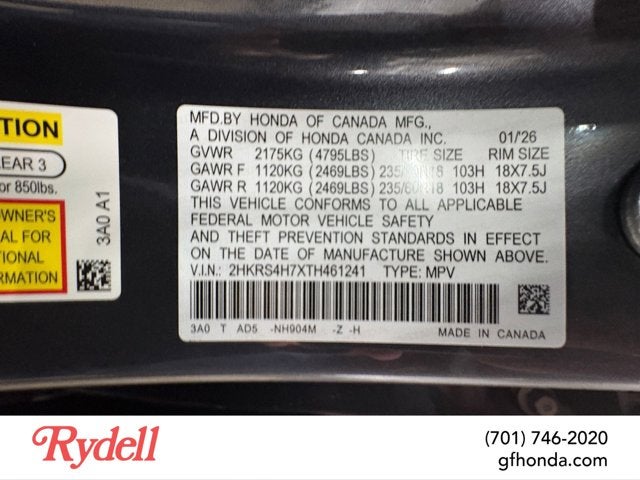 TION
EAR 3
or 850lbs.
OWNER'S
AL FOR
TIONAL
RMATION
3A0 A1
MFD.BY HONDA OF CANADA MFG.,
A DIVISION OF HONDA CANADA INC. 01/26
GVWR 2175KG (4795LBS) TIRE SIZE RIM SIZE
GAWR F 1120KG (2469LBS) 235/60R18 103H 18X7.5J
GAWR R 1120KG (2469LBS) 235/60R18 103H 18X7.5J
THIS VEHICLE CONFORMS TO ALL APPLICABLE
FEDERAL MOTOR VEHICLE SAFETY
AND THEFT PREVENTION STANDARDS IN EFFECT
ON THE DATE OF MANUFACTURE SHOWN ABOVE.
V.I.N.: 2HKRS4H7XTH461241 TYPE: MPV
3A0 T AD5 -NH904M -Z -H MADE IN CANADA
Rydell
(701) 746-2020
gfhonda.com